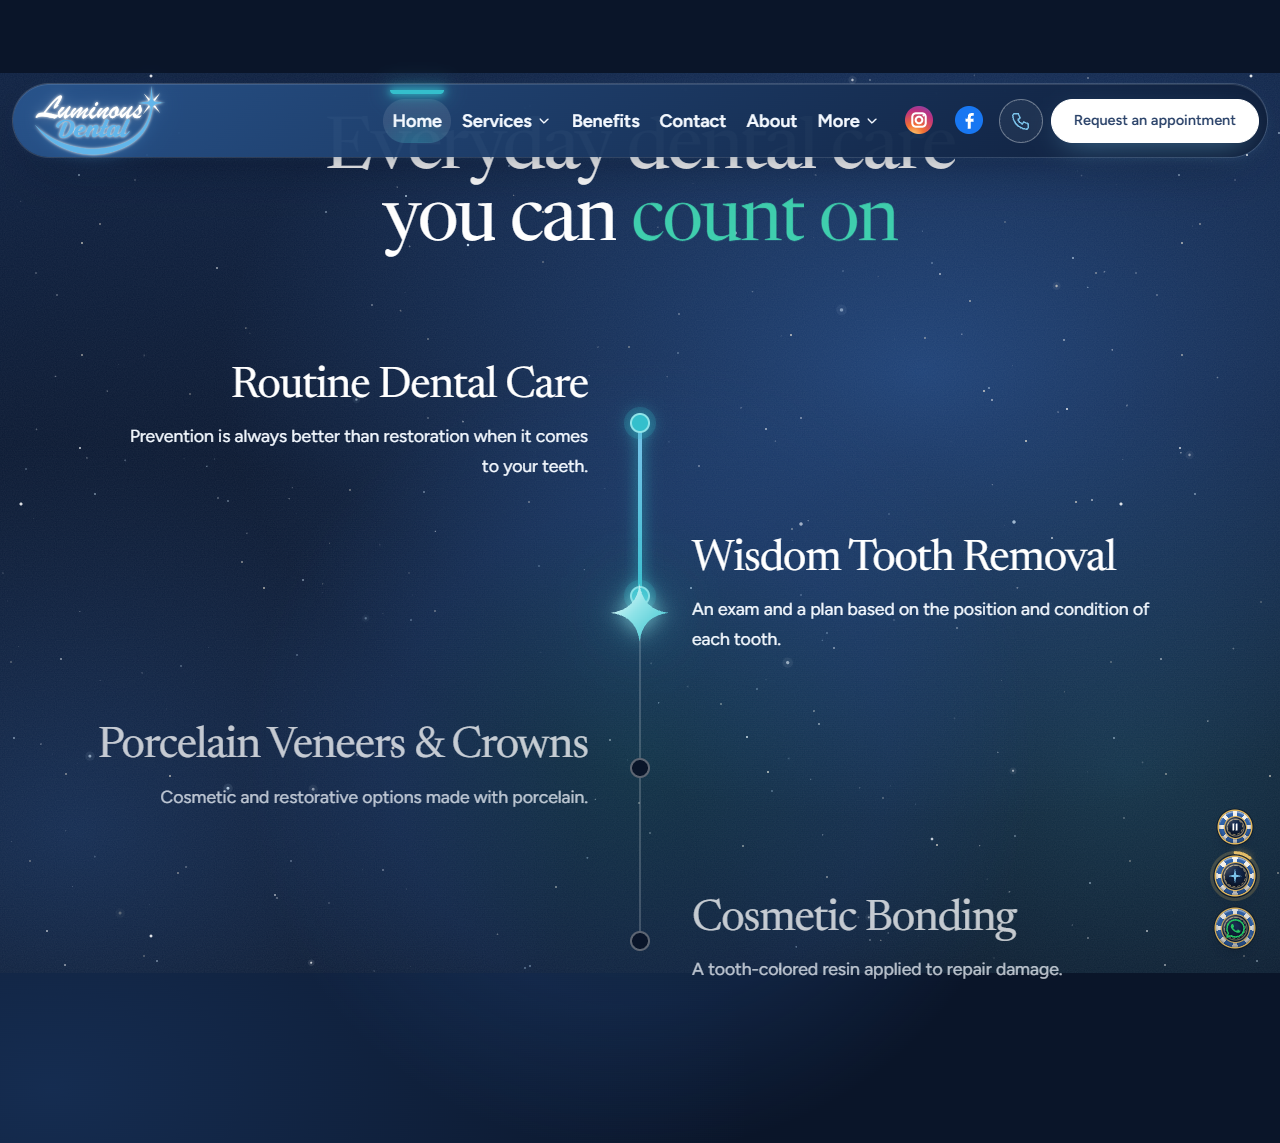 Luminous
Dental
Home
Services
Benefits
Contact
About
More
Request an appointment
Everyday dental care
you can count on
Routine Dental Care
Prevention is always better than restoration when it comes
to your teeth.
Wisdom Tooth Removal
An exam and a plan based on the position and condition of
each tooth.
Porcelain Veneers & Crowns
Cosmetic and restorative options made with porcelain.
Cosmetic Bonding
A tooth-colored resin applied to repair damage.